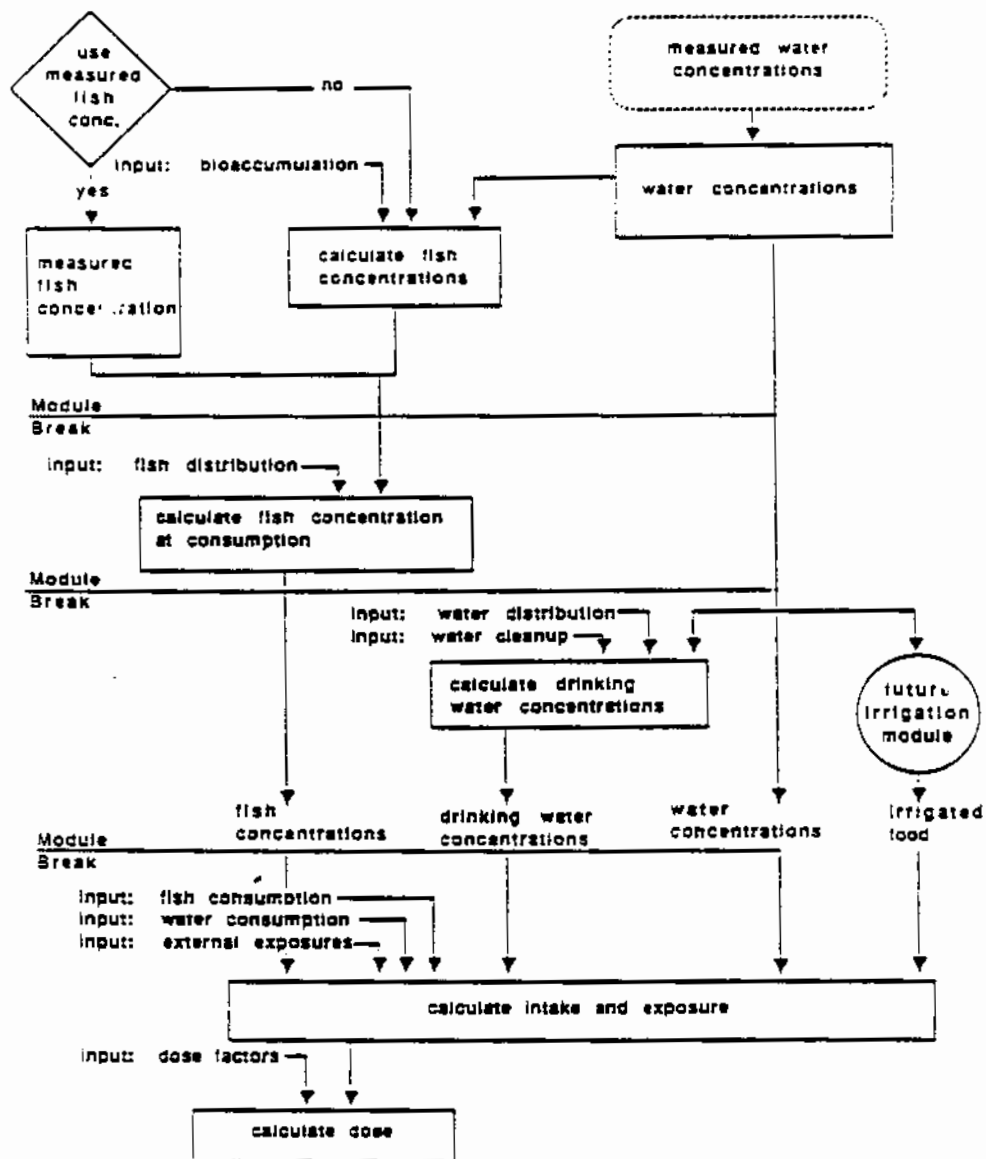 use
measured
fish
conc.
no
measured water
concentrations
input: bioaccumulation
yes
water concentrations
measured
fish
concentration
calculate fish
concentrations
Module
Break
input: fish distribution
calculate fish concentration
at consumption
Module
Break
input: water distribution
input: water cleanup
calculate drinking
water concentrations
future
irrigation
module
fish
concentrations
drinking water
concentrations
water
concentrations
irrigated
food
Module
Break
input: fish consumption
input: water consumption
input: external exposures
calculate intake and exposure
input: dose factors
calculate dose